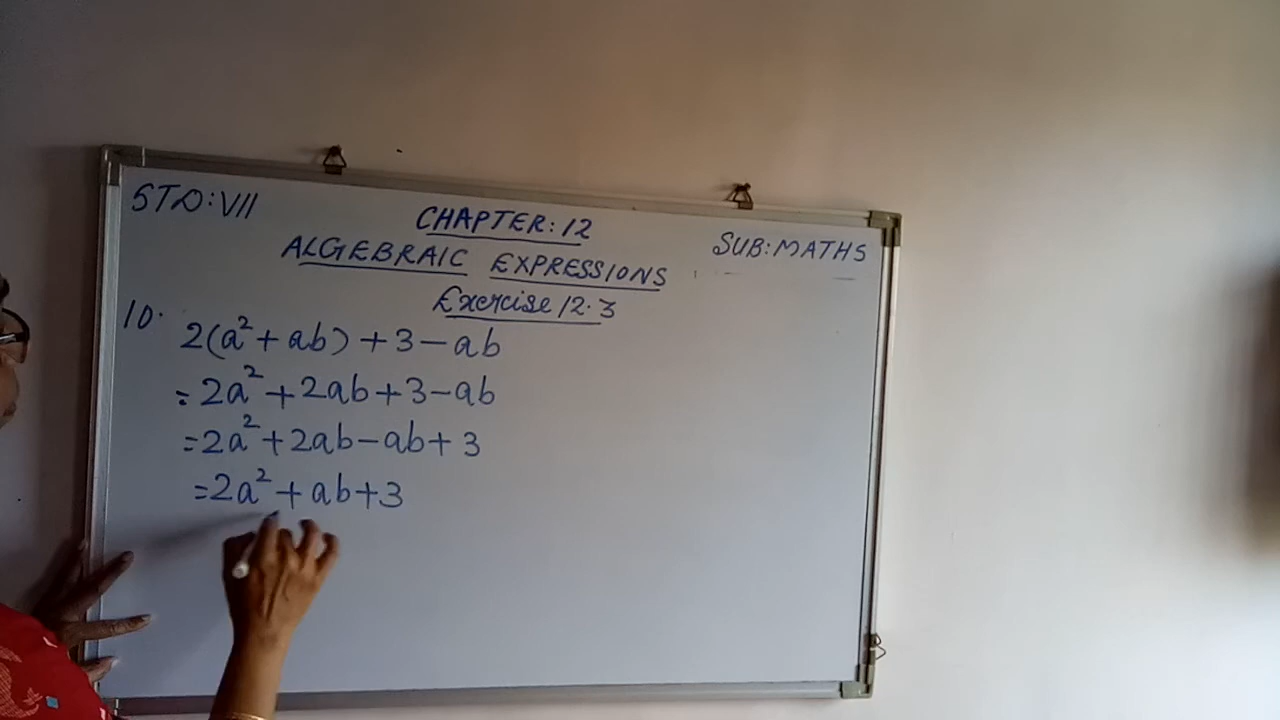 STD:VII
CHAPTER:12
SUB:MATHS
ALGEBRAIC EXPRESSIONS
Exercise 12.3
10. 2(a² + ab) + 3 - ab
= 2a² + 2ab + 3 - ab
= 2a² + 2ab - ab + 3
= 2a² + ab + 3